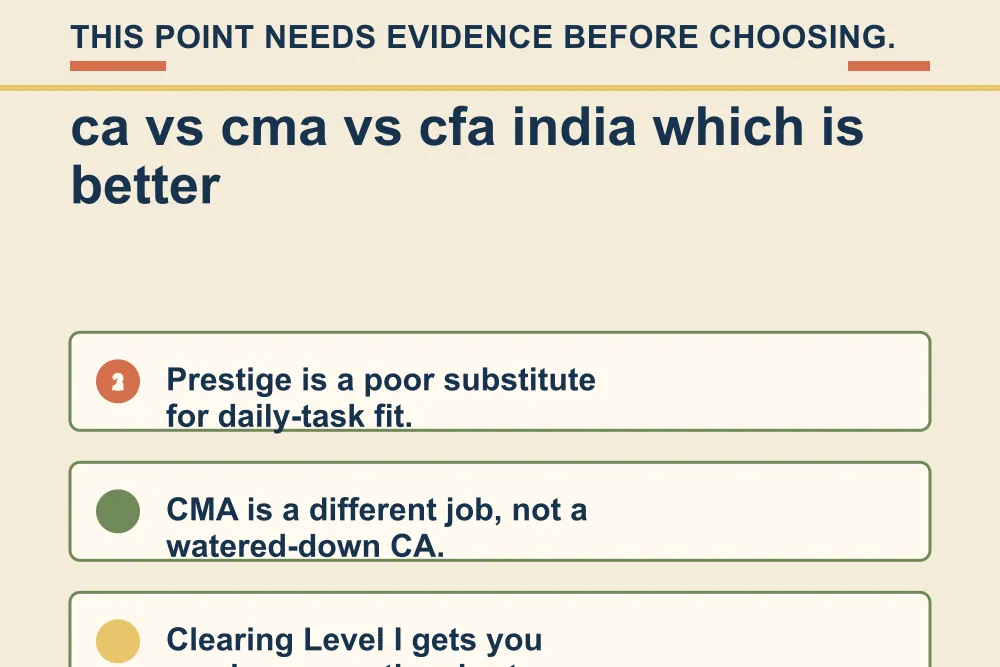 THIS POINT NEEDS EVIDENCE BEFORE CHOOSING.
ca vs cma vs cfa india which is
better
Prestige is a poor substitute
for daily-task fit.
CMA is a different job, not a
watered-down CA.
Clearing Level I gets you